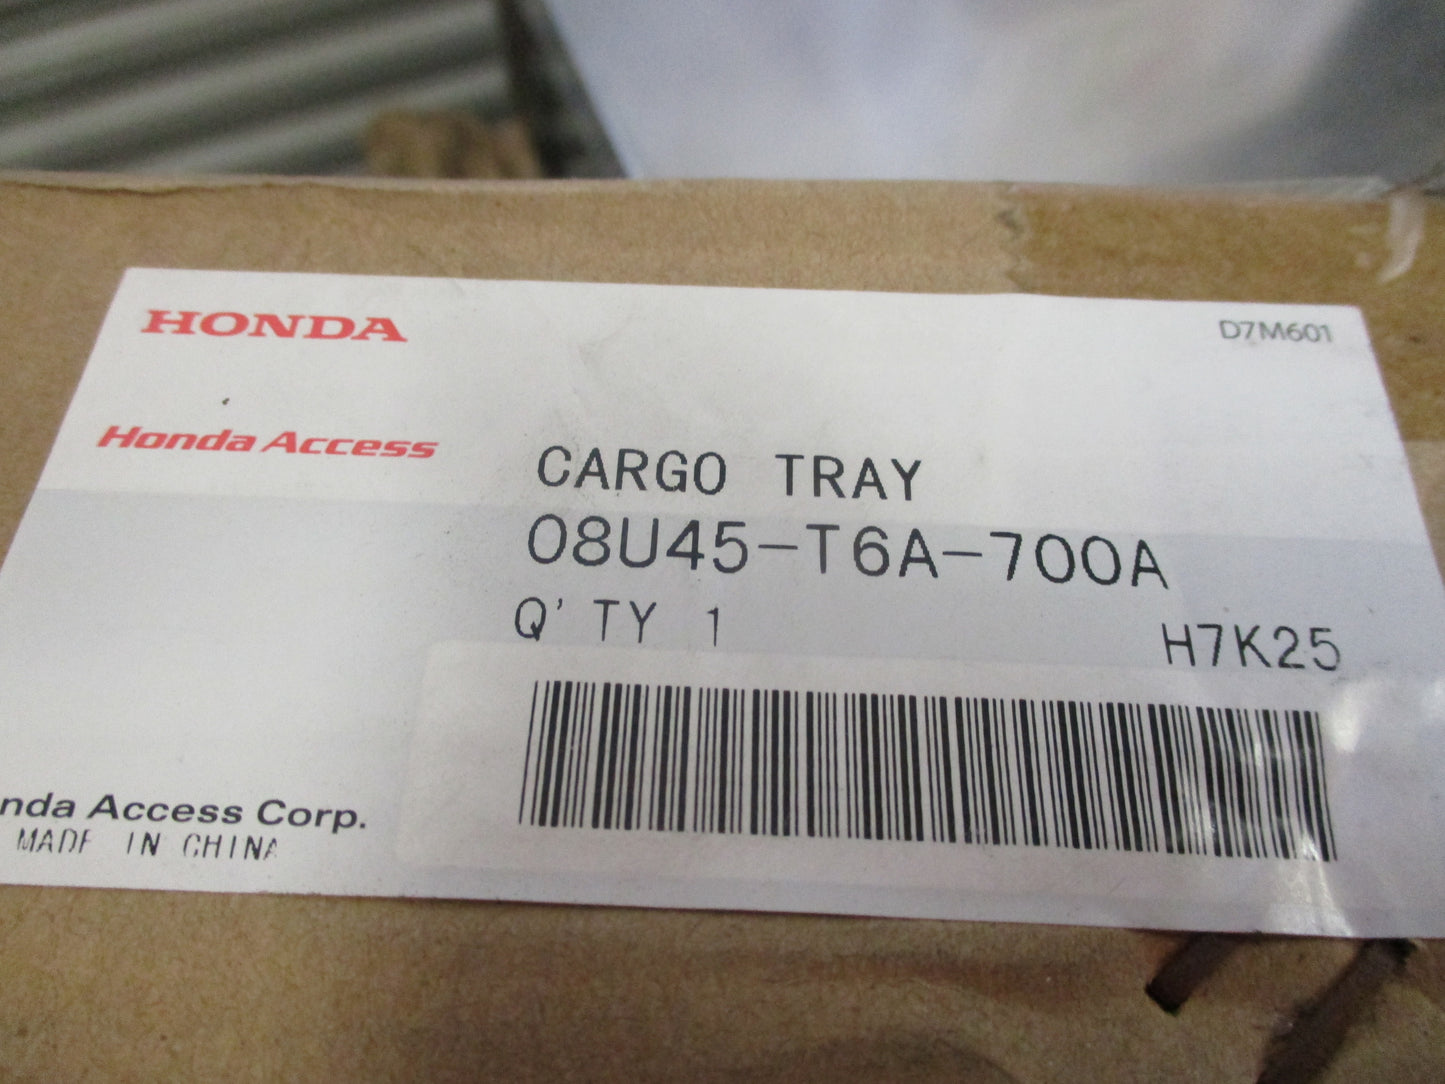 HONDA
D7M601
Honda Access
CARGO TRAY
08U45-T6A-700A
Q'TY 1
H7K25
nda Access Corp.
MADE IN CHINA